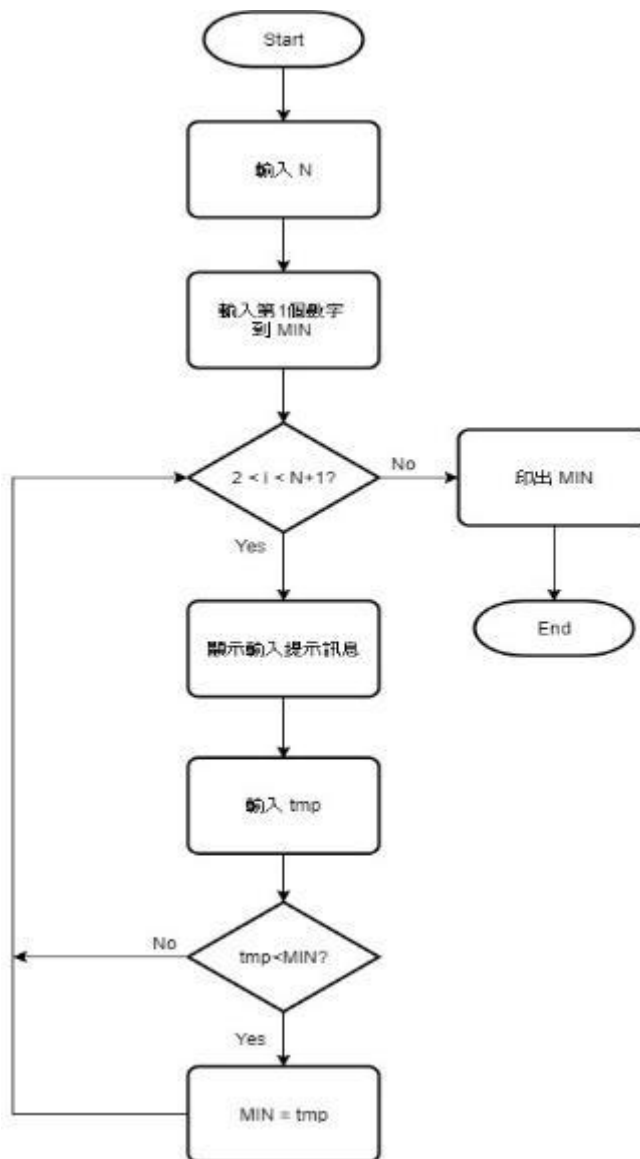 Start
輸入 N
輸入第1個數字
到 MIN
2 < i < N+1?
No
印出 MIN
Yes
End
顯示輸入提示訊息
輸入 tmp
No
tmp<MIN?
Yes
MIN = tmp